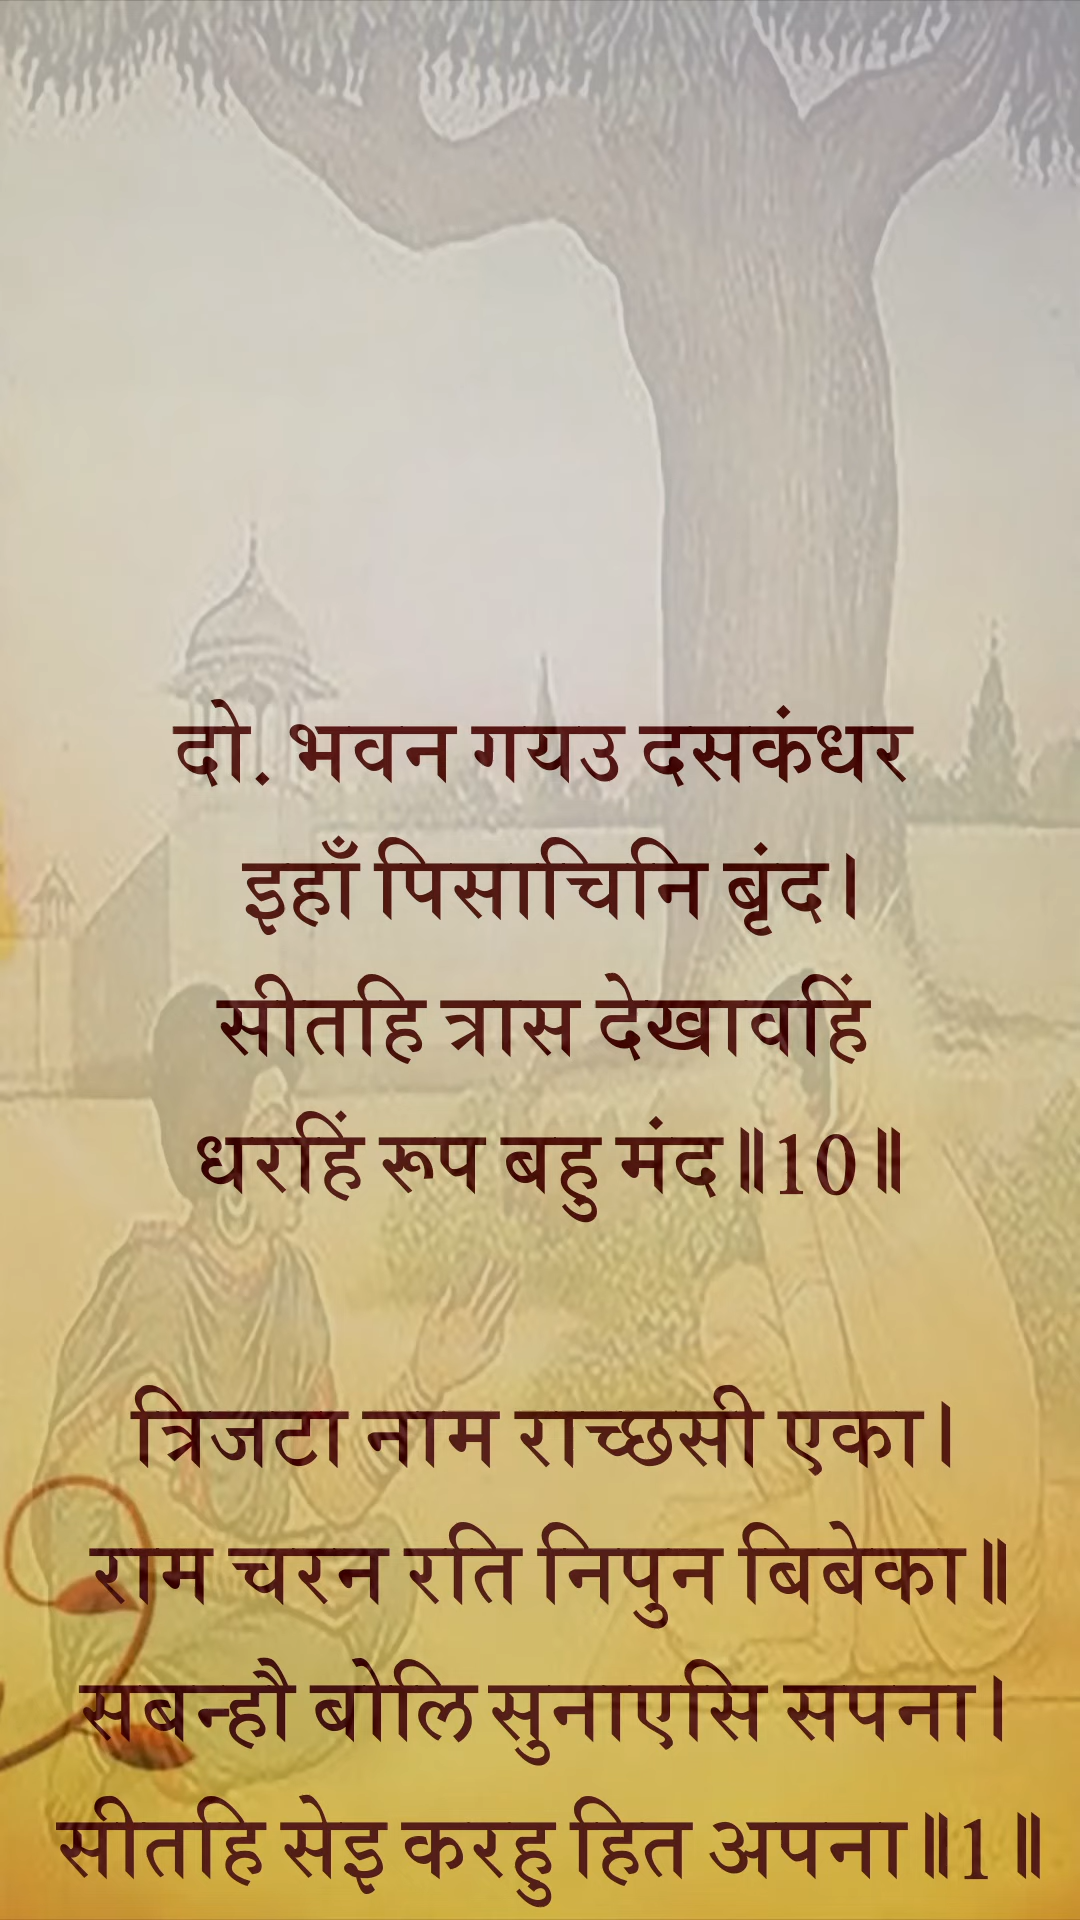 दो. भवन गयउ दसकंधर
इहाँ पिसाचिनि बृंद।
सीतहि त्रास देखावहिं
धरहिं रूप बहु मंद॥10॥
त्रिजटा नाम राच्छसी एका।
राम चरन रति निपुन बिबेका॥
सबन्हौ बोलि सुनाएसि सपना।
सीतहि सेइ करहु हित अपना॥1॥